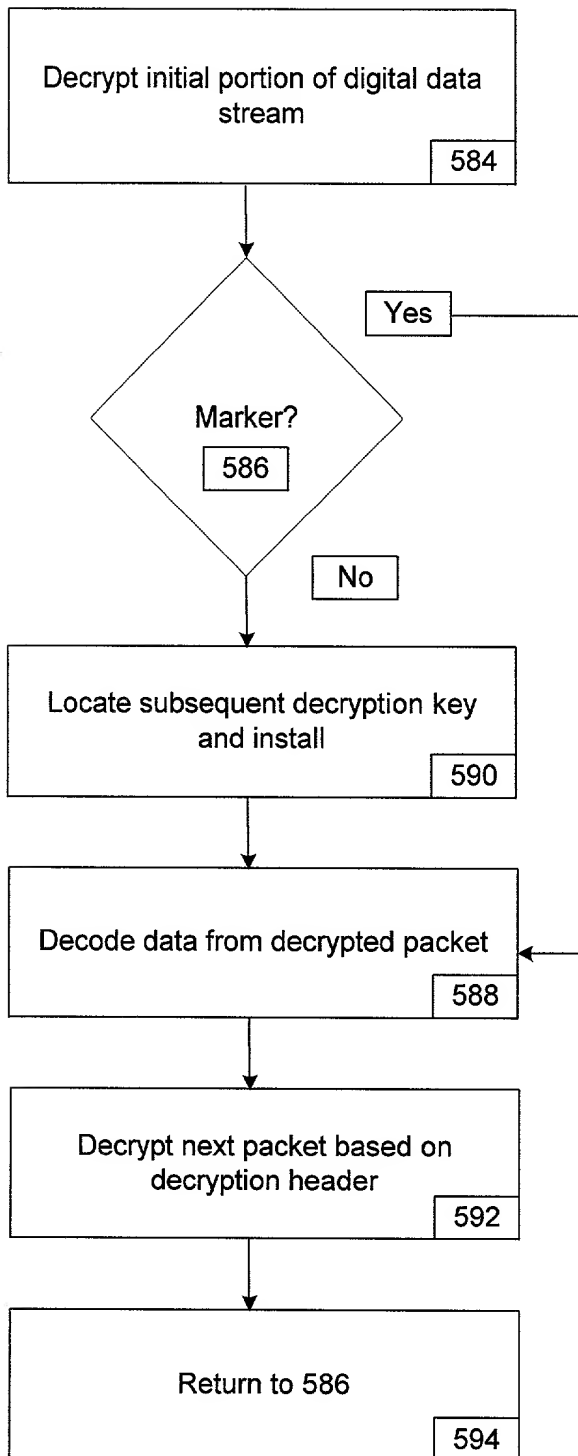 Decrypt initial portion of digital data
stream
584
Yes
Marker?
586
No
Locate subsequent decryption key
and install
590
Decode data from decrypted packet
588
Decrypt next packet based on
decryption header
592
Return to 586
594